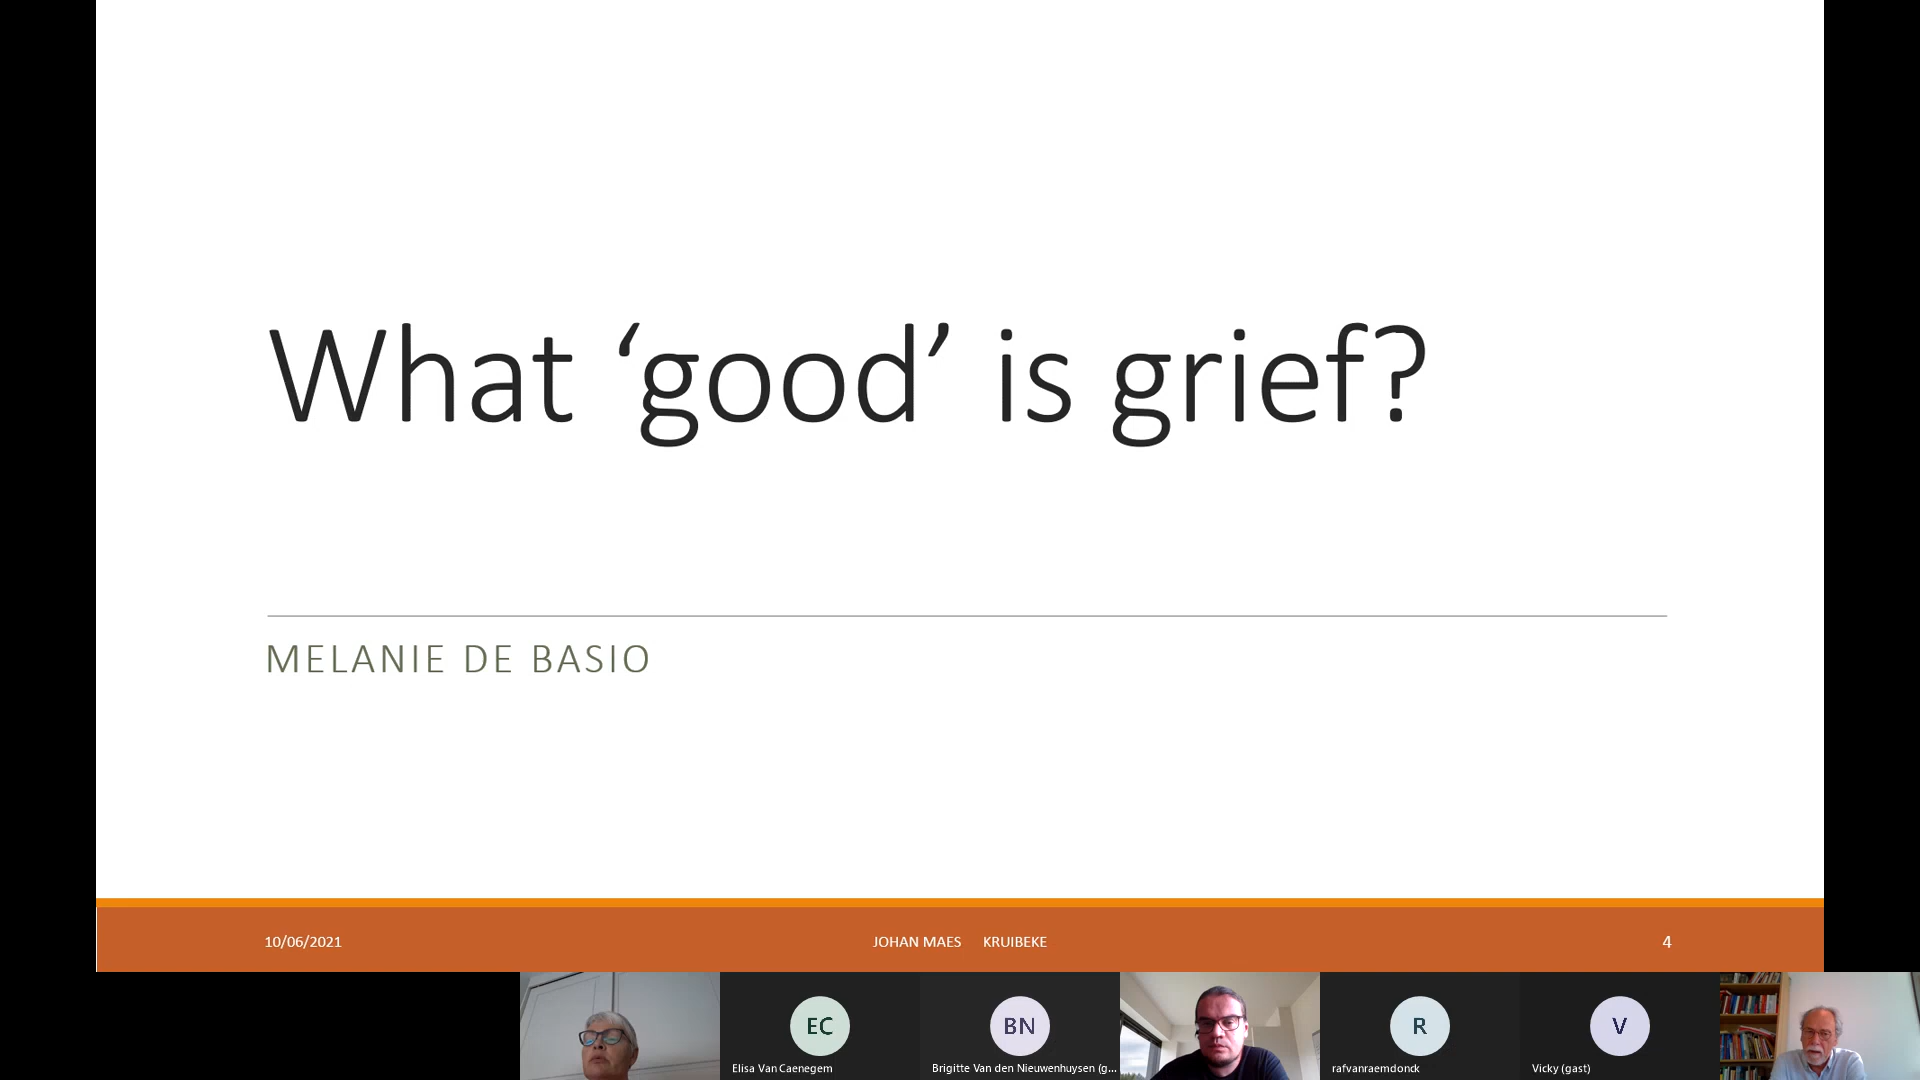 What ‘good’ is grief?
MELANIE DE BASIO
10/06/2021
JOHAN MAES KRUIBEKE
4
EC
BN
R
V
Elisa Van Caenegem
Brigitte Van den Nieuwenhuysen (g...
rafvanraemdonck
Vicky (gast)